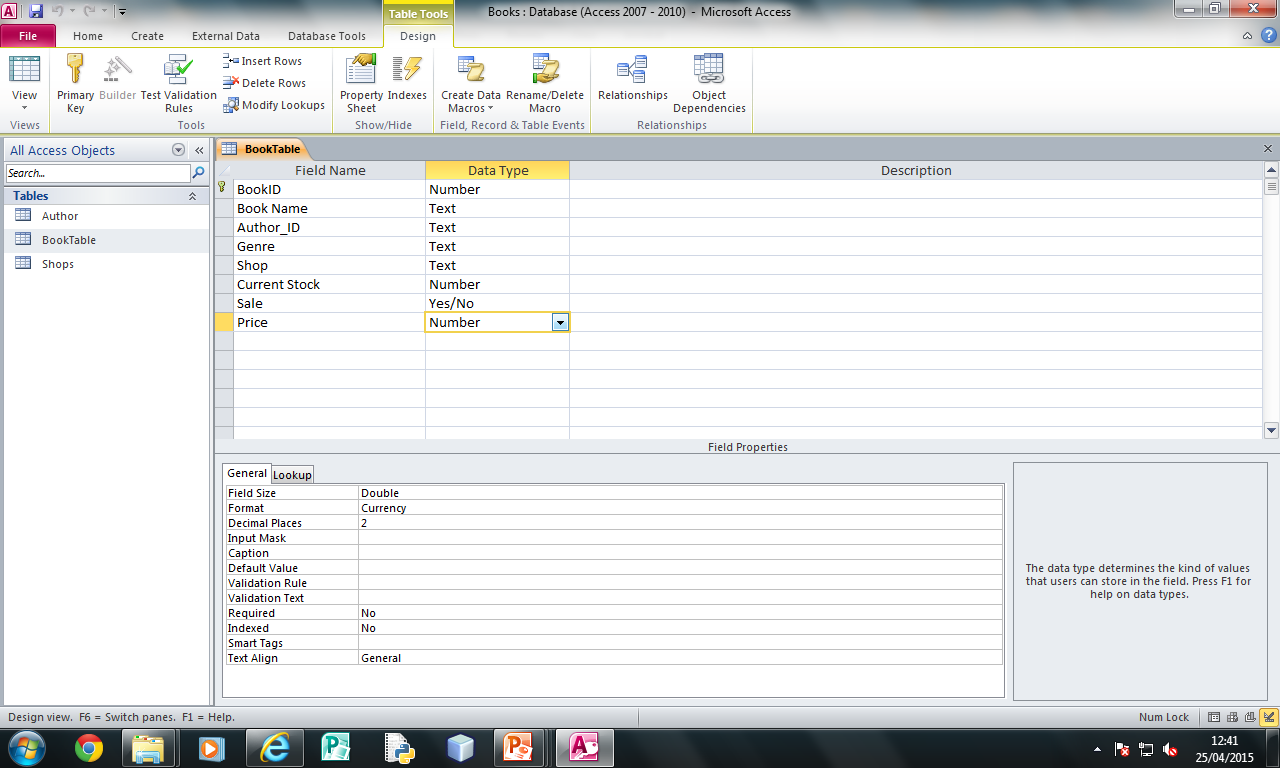 Table Tools
Books : Database (Access 2007 - 2010) - Microsoft Access
File Home Create External Data Database Tools Design
View
Primary Key
Builder
Test Validation Rules
Insert Rows
Delete Rows
Modify Lookups
Property Sheet
Indexes
Create Data Macros
Rename/Delete Macro
Relationships
Object Dependencies
Views Tools Show/Hide Field, Record & Table Events Relationships
All Access Objects
Search...
Tables
Author
BookTable
Shops
BookTable
Field Name Data Type Description
BookID Number
Book Name Text
Author_ID Text
Genre Text
Shop Text
Current Stock Number
Sale Yes/No
Price Number
Field Properties
General Lookup
Field Size Double
Format Currency
Decimal Places 2
Input Mask
Caption
Default Value
Validation Rule
Validation Text
Required No
Indexed No
Smart Tags
Text Align General
The data type determines the kind of values
that users can store in the field. Press F1 for
help on data types.
Design view. F6 = Switch panes. F1 = Help.
Num Lock
12:41
25/04/2015